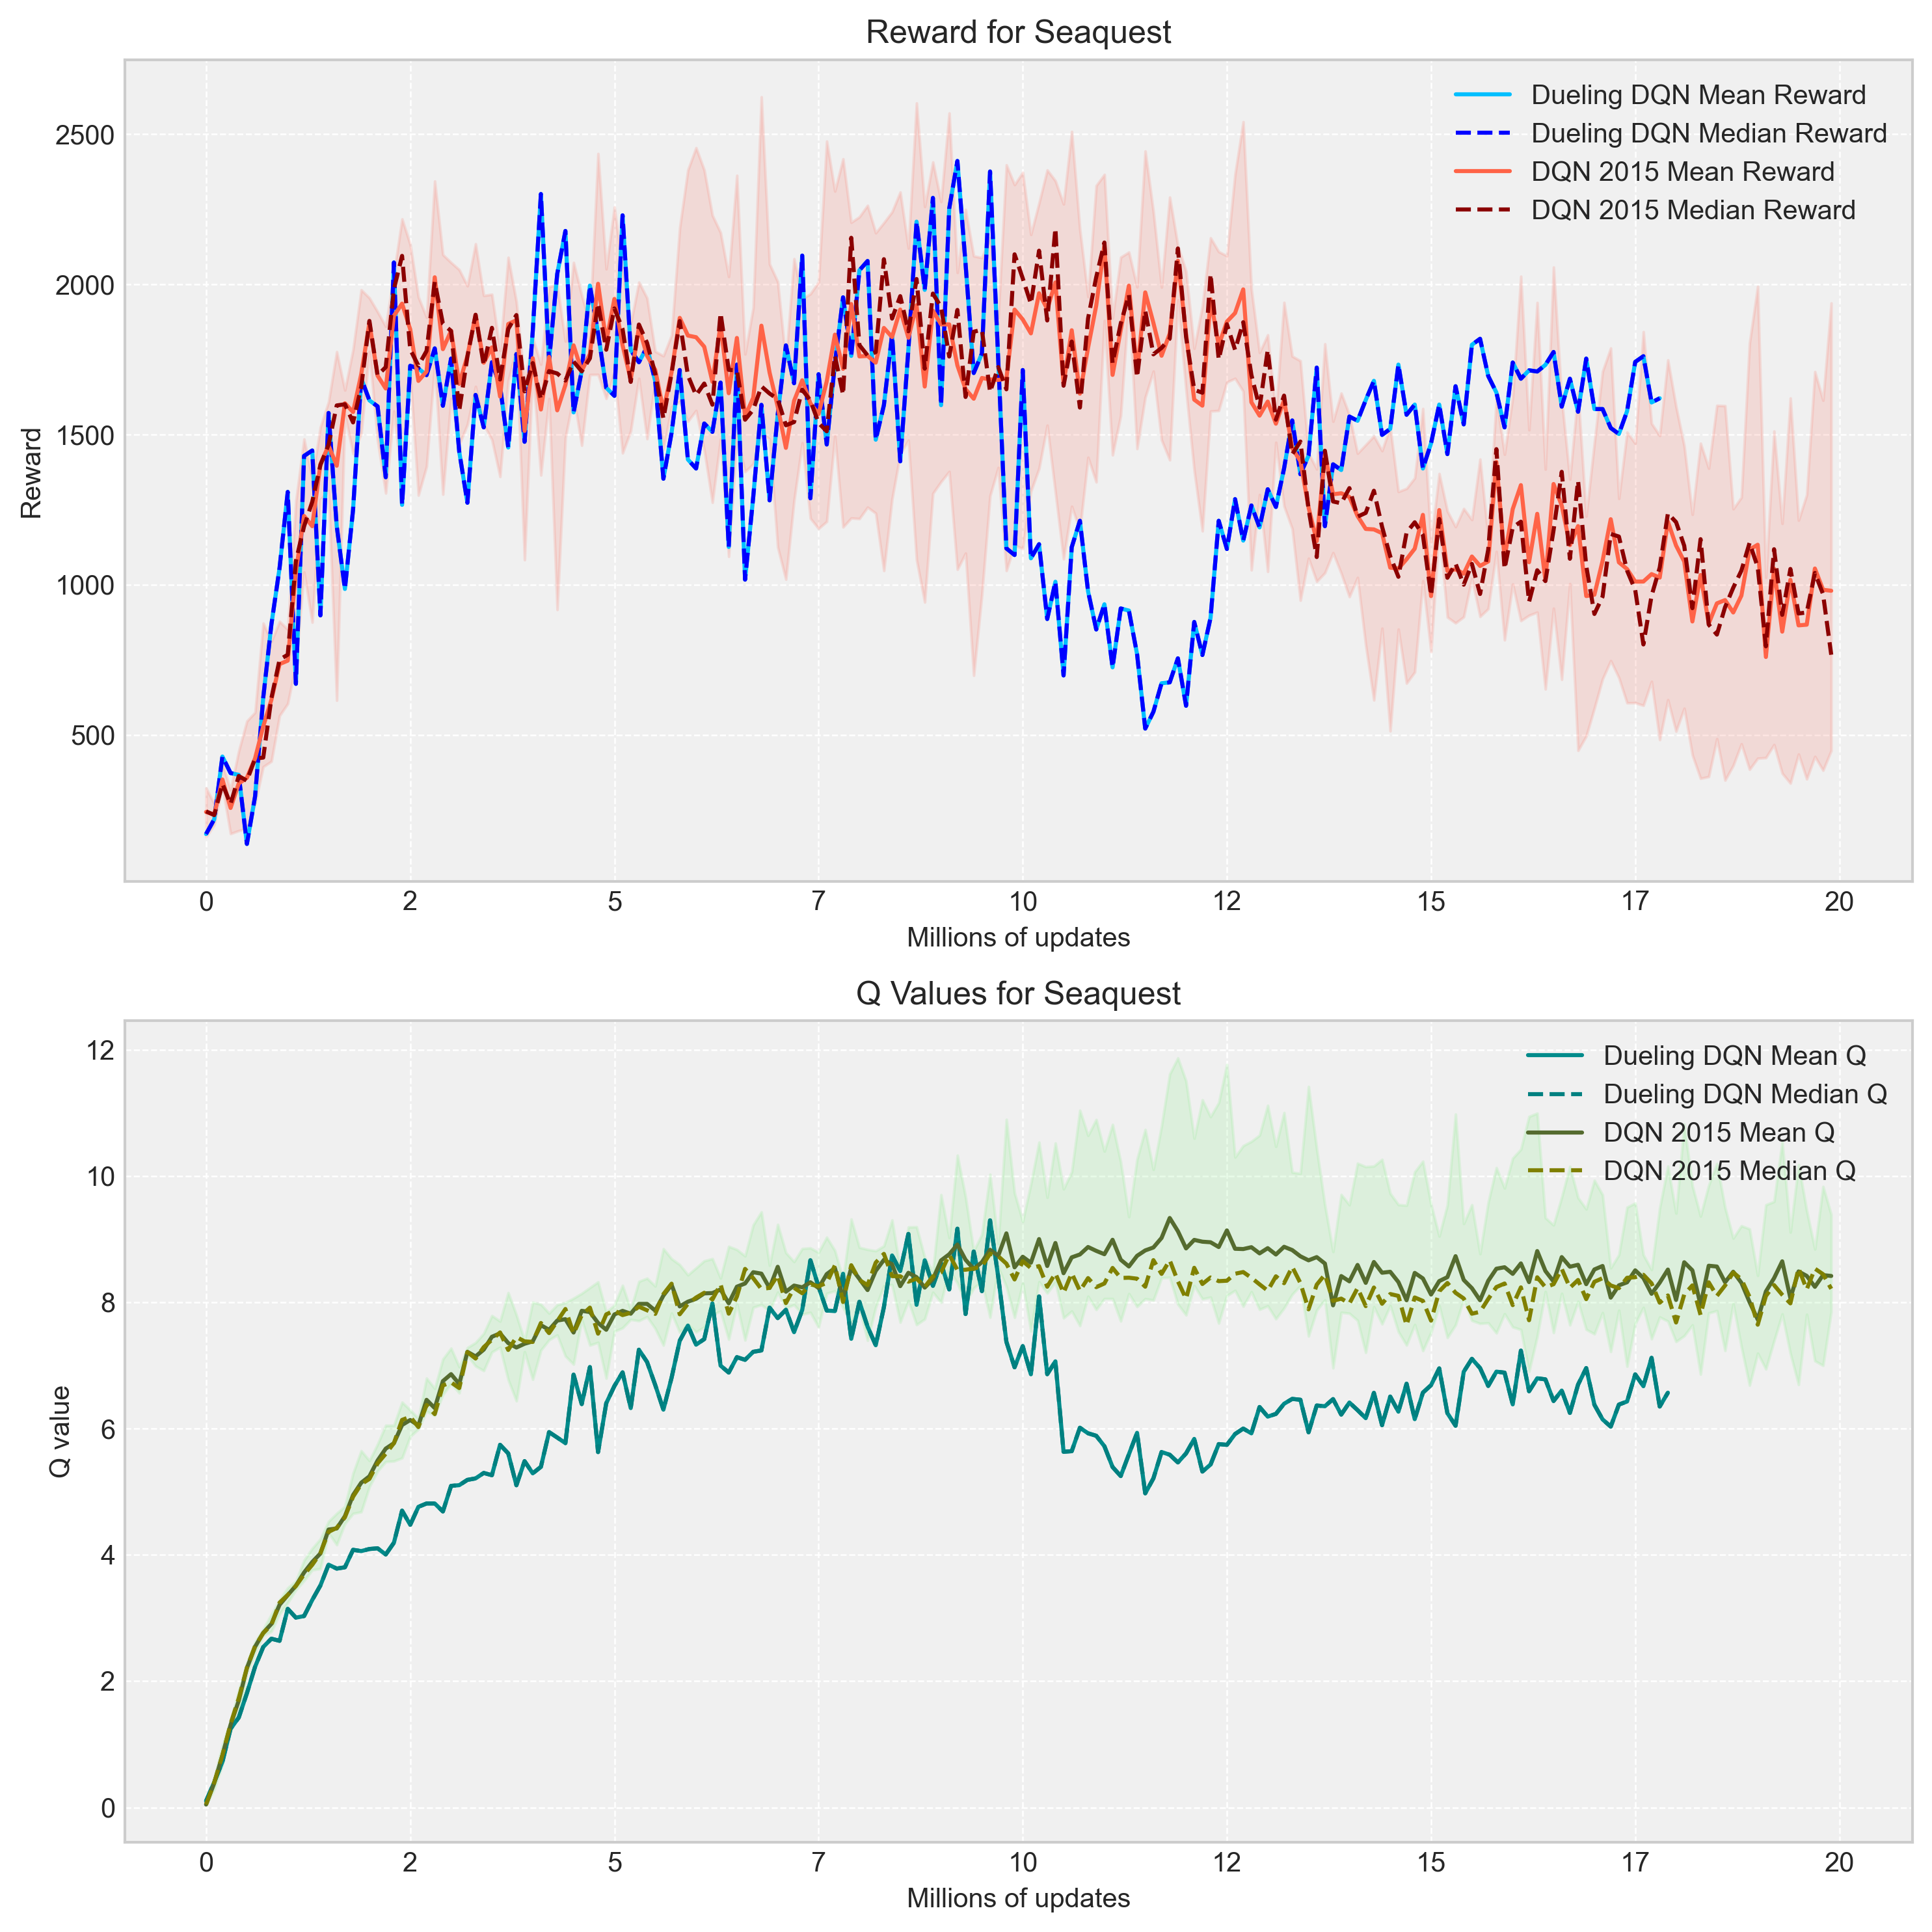 Reward for Seaquest
Dueling DQN Mean Reward
Dueling DQN Median Reward
DQN 2015 Mean Reward
DQN 2015 Median Reward
Reward
2500
2000
1500
1000
500
0 2 5 7 10 12 15 17 20
Millions of updates
Q Values for Seaquest
Dueling DQN Mean Q
Dueling DQN Median Q
DQN 2015 Mean Q
DQN 2015 Median Q
Q value
12
10
8
6
4
2
0
0 2 5 7 10 12 15 17 20
Millions of updates